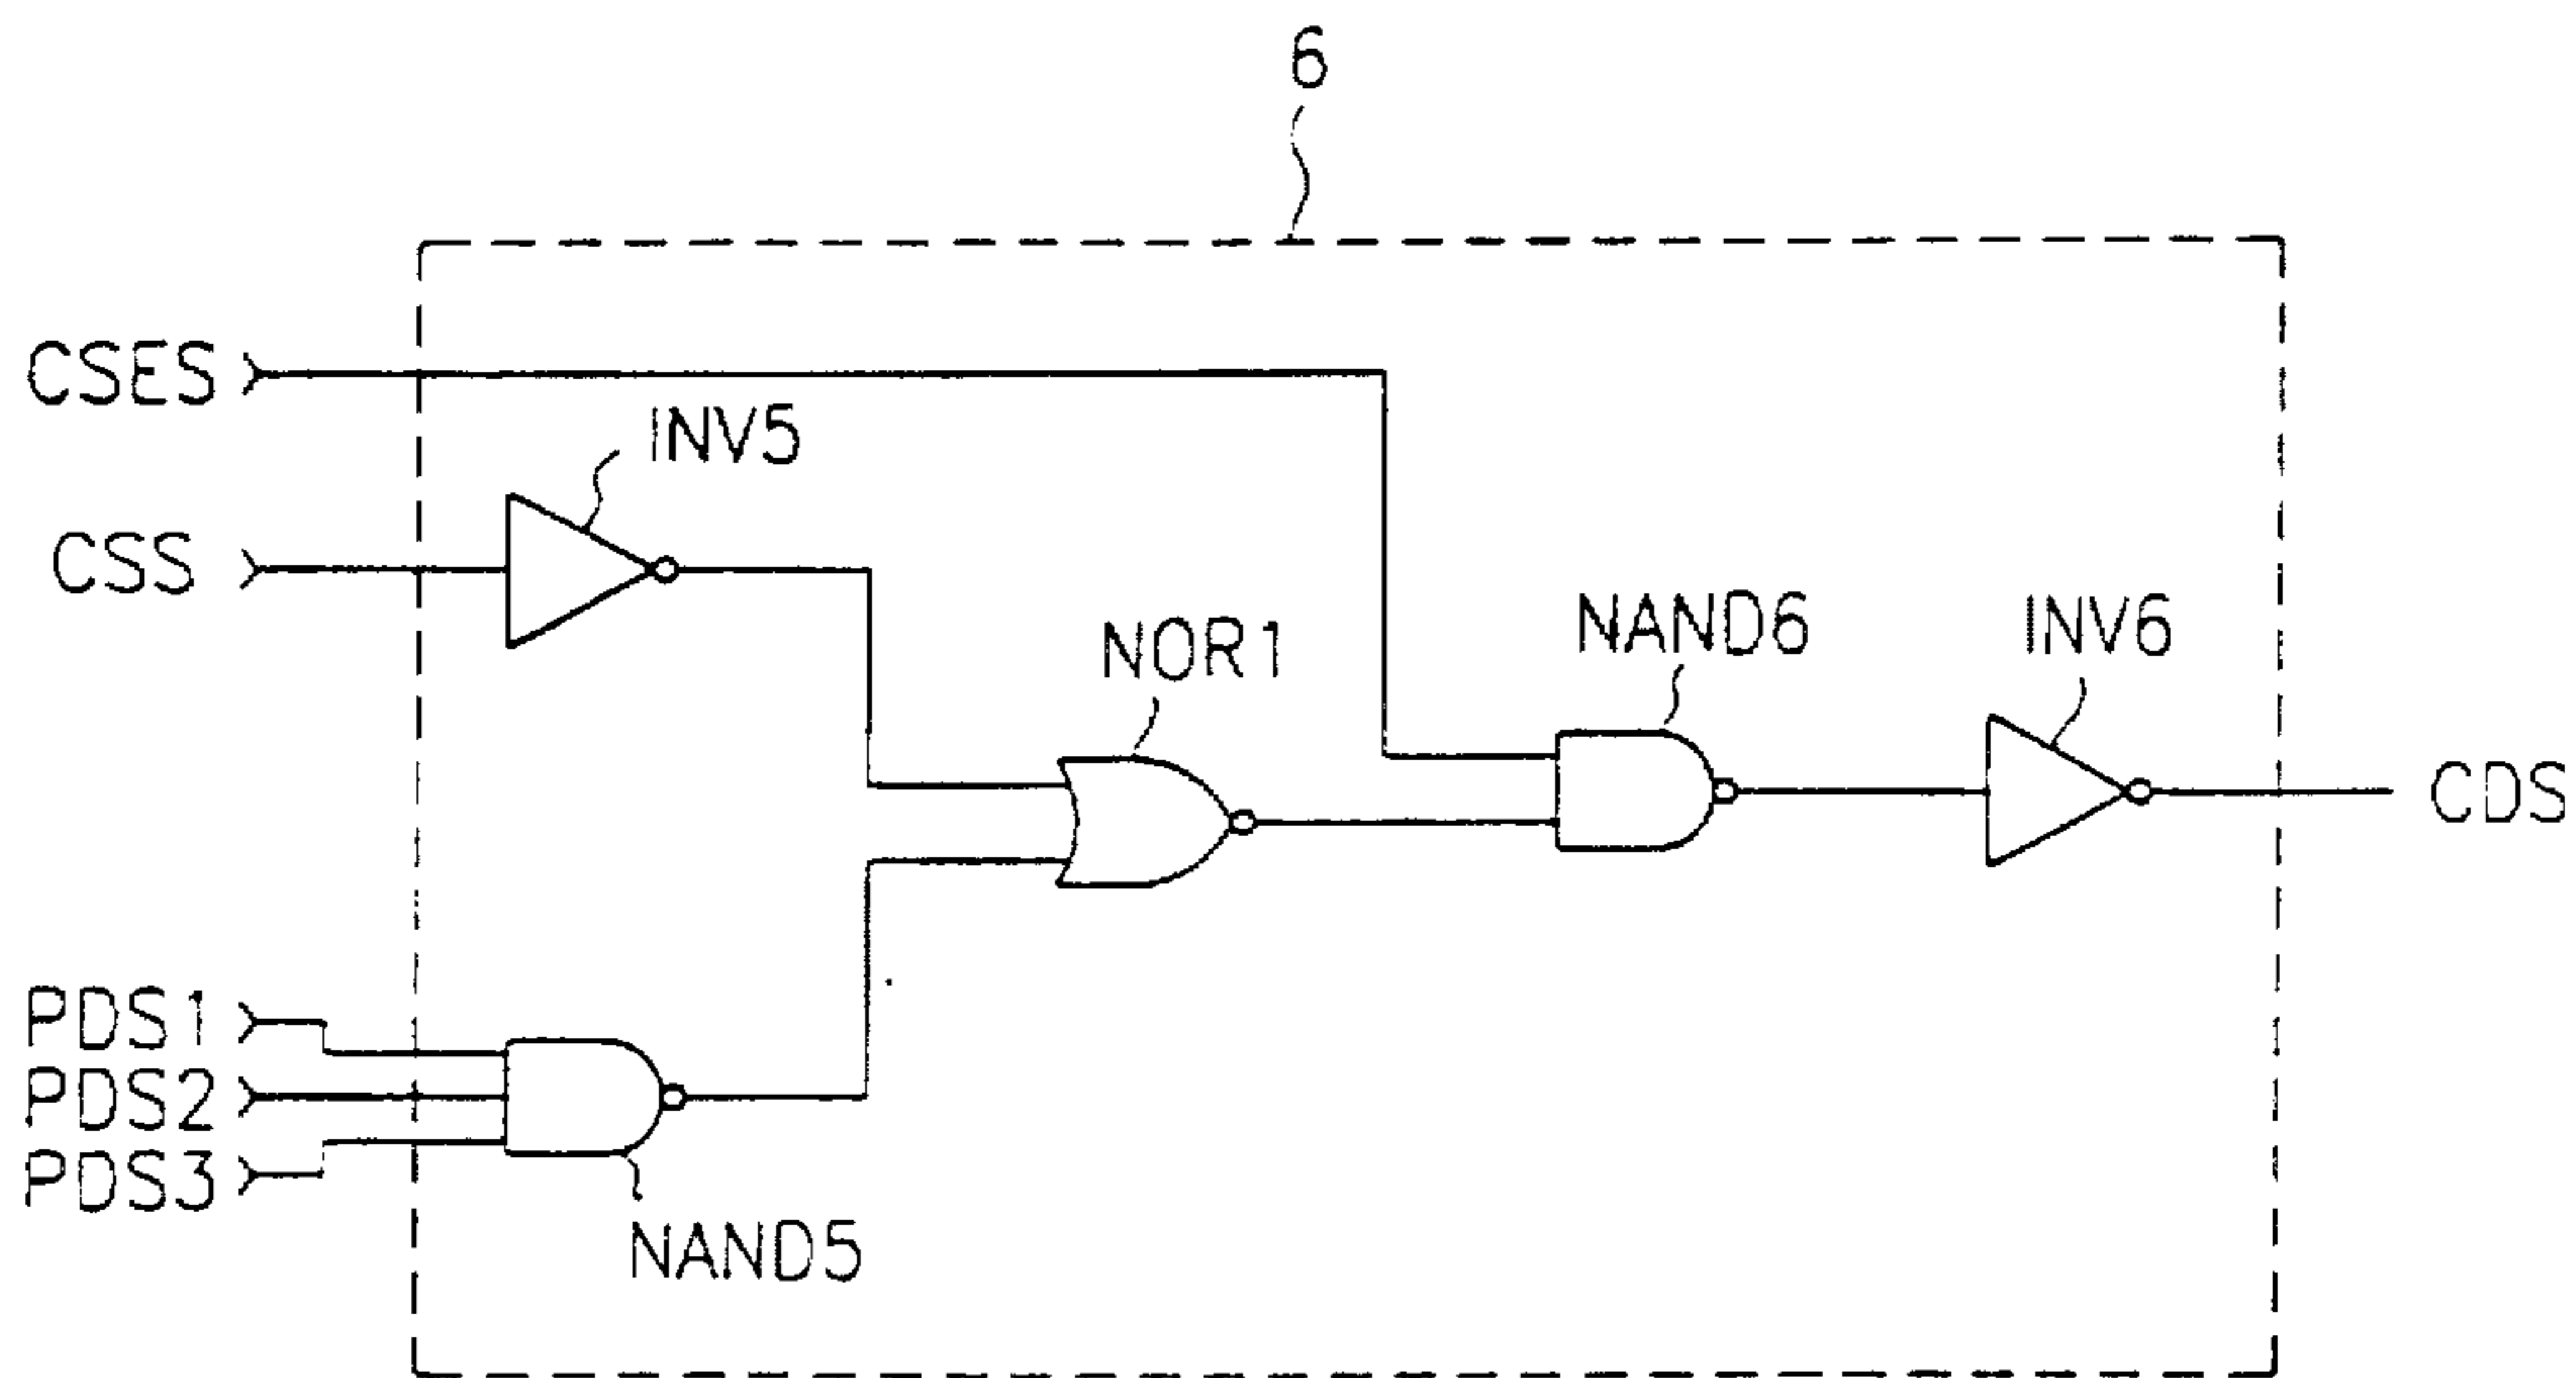 6
CSES
INV5
CSS
NAND6
INV6
NOR1
CDS
PDS1
PDS2
PDS3
NAND5